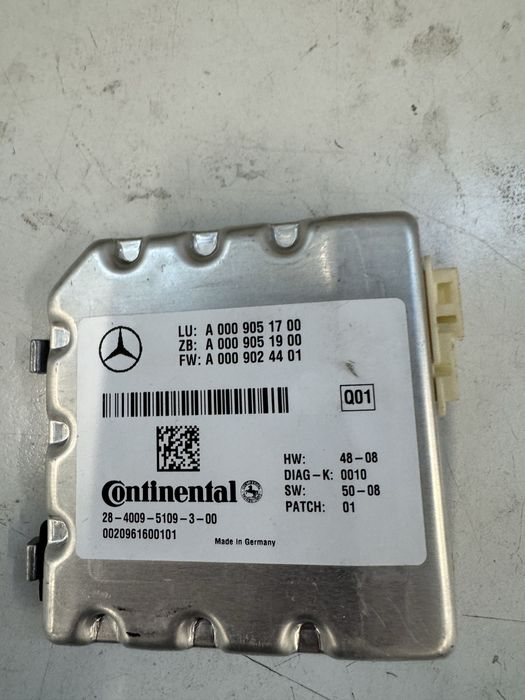 LU: A 000 905 17 00
ZB: A 000 905 19 00
FW: A 000 902 44 01
Q01
HW: 48-08
DIAG-K: 0010
SW: 50-08
PATCH: 01
Continental
28-4009-5109-3-00
0020961600101
Made in Germany